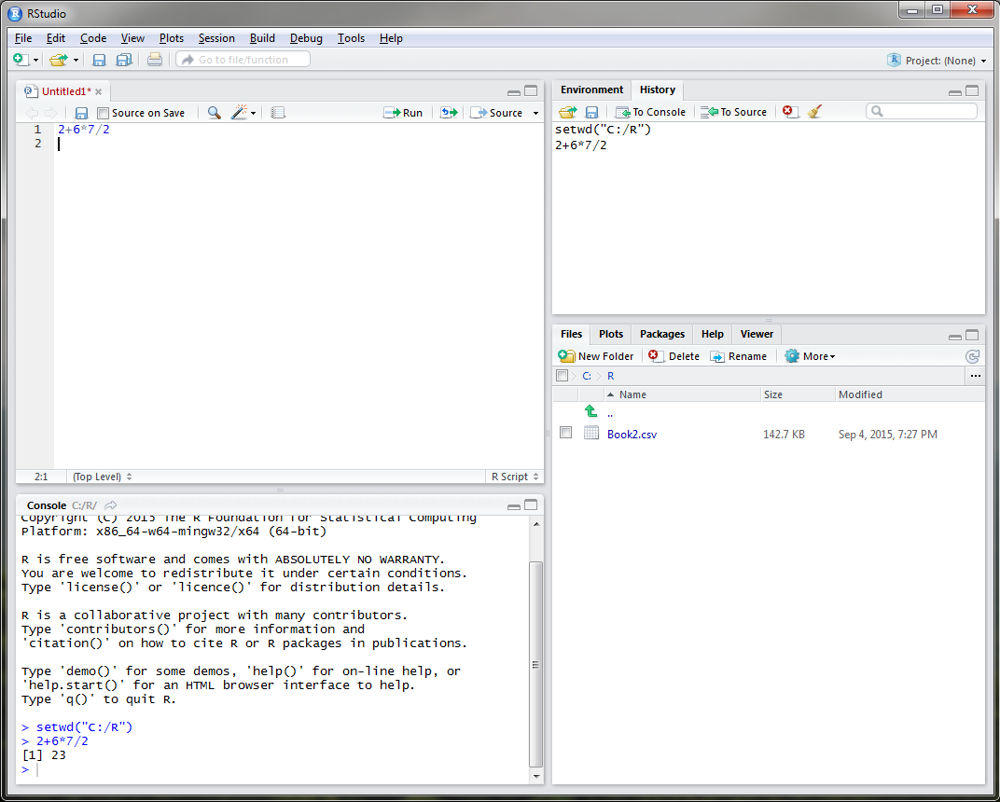 RStudio
File Edit Code View Plots Session Build Debug Tools Help
Go to file/function
Project: (None)
Untitled1*
Source on Save Run Source
1 2+6*7/2
2
2:1 (Top Level) R Script
Console C:/R/
Copyright (C) 2015 The R Foundation for Statistical Computing
Platform: x86_64-w64-mingw32/x64 (64-bit)
R is free software and comes with ABSOLUTELY NO WARRANTY.
You are welcome to redistribute it under certain conditions.
Type 'license()' or 'licence()' for distribution details.
R is a collaborative project with many contributors.
Type 'contributors()' for more information and
'citation()' on how to cite R or R packages in publications.
Type 'demo()' for some demos, 'help()' for on-line help, or
'help.start()' for an HTML browser interface to help.
Type 'q()' to quit R.
> setwd("C:/R")
> 2+6*7/2
[1] 23
>
Environment History
To Console To Source
setwd("C:/R")
2+6*7/2
Files Plots Packages Help Viewer
New Folder Delete Rename More
C: R ...
Name Size Modified
..
Book2.csv 142.7 KB Sep 4, 2015, 7:27 PM